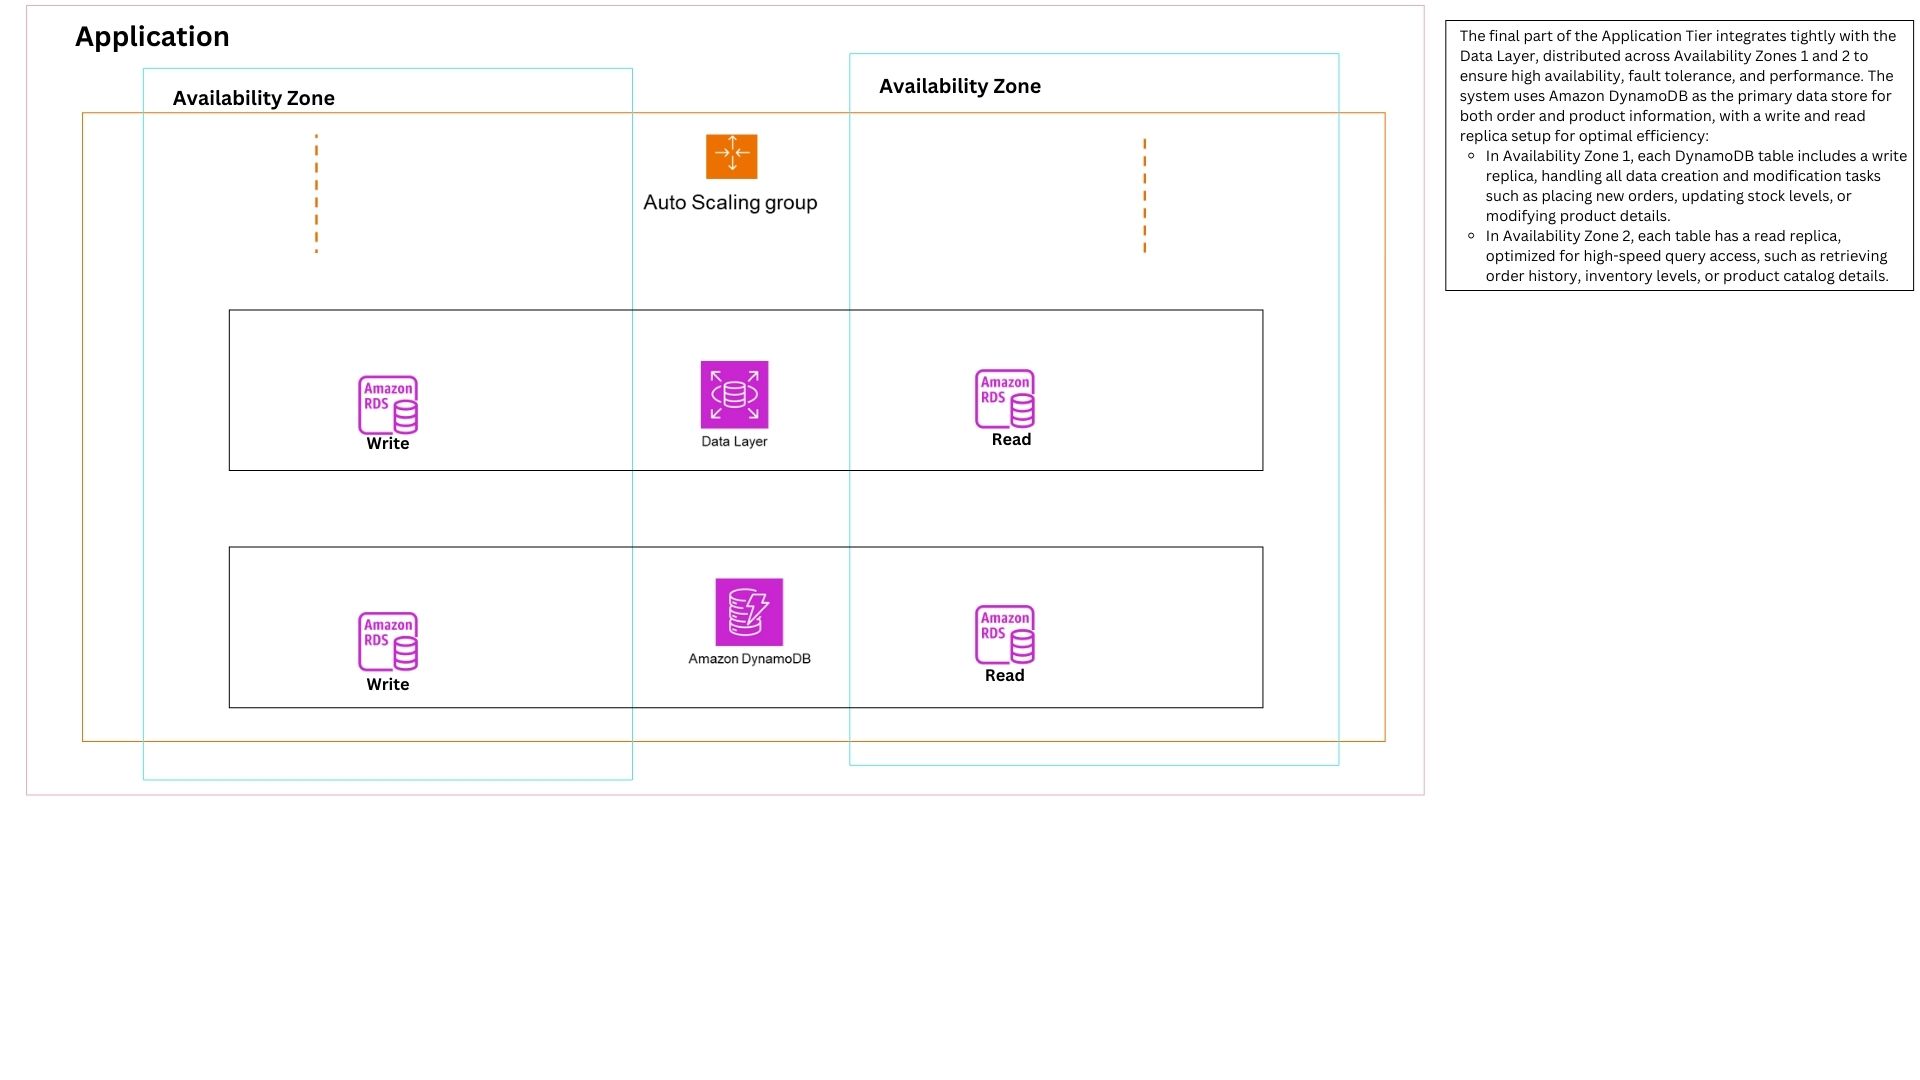 Application
Availability Zone
Availability Zone
Auto Scaling group
Amazon
RDS
Write
Data Layer
Amazon
RDS
Read
Amazon
RDS
Write
Amazon DynamoDB
Amazon
RDS
Read
The final part of the Application Tier integrates tightly with the
Data Layer, distributed across Availability Zones 1 and 2 to
ensure high availability, fault tolerance, and performance. The
system uses Amazon DynamoDB as the primary data store for
both order and product information, with a write and read
replica setup for optimal efficiency:
In Availability Zone 1, each DynamoDB table includes a write
replica, handling all data creation and modification tasks
such as placing new orders, updating stock levels, or
modifying product details.
In Availability Zone 2, each table has a read replica,
optimized for high-speed query access, such as retrieving
order history, inventory levels, or product catalog details.